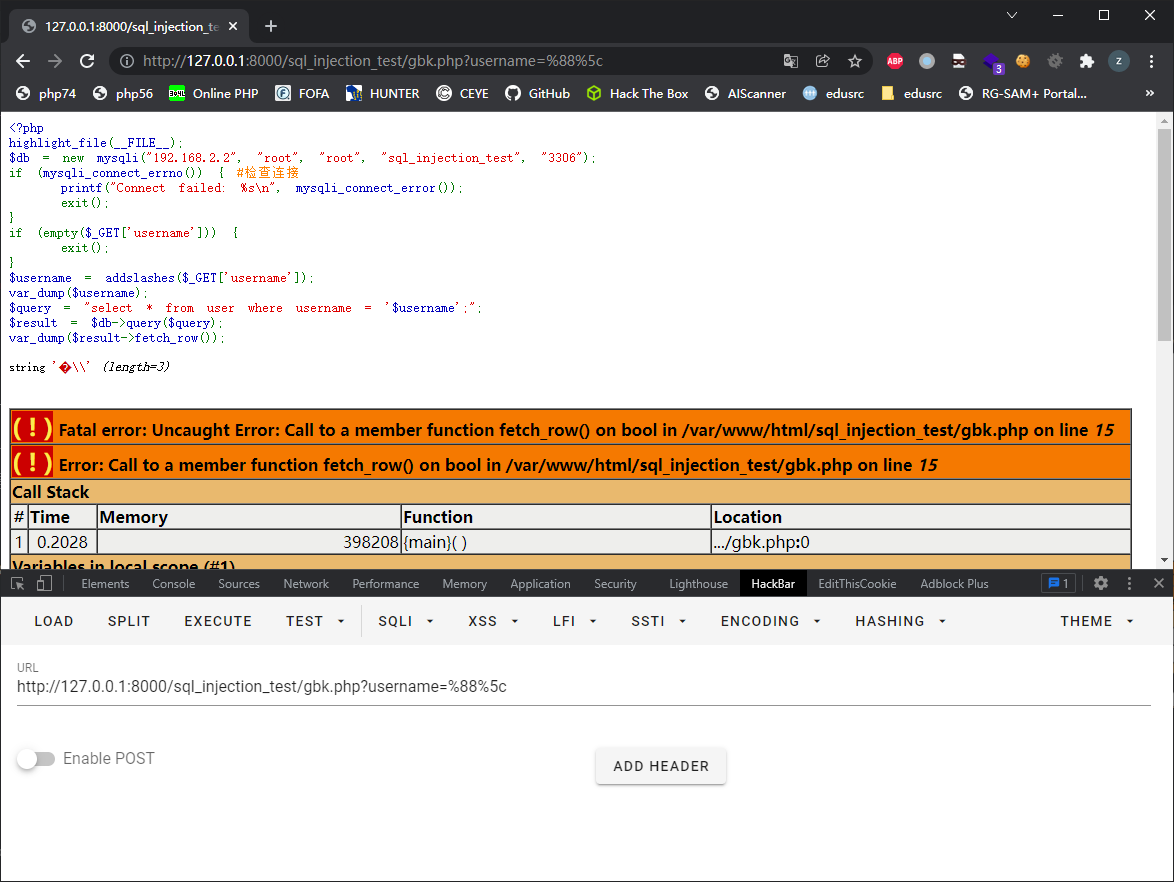 127.0.0.1:8000/sql_injection_te
http://127.0.0.1:8000/sql_injection_test/gbk.php?username=%88%5c
ABP
3
Z
php74
php56
3v4L
Online PHP
FOFA
HUNTER
CEYE
GitHub
Hack The Box
AIScanner
edusrc
edusrc
RG-SAM+ Portal...
»
<?php
highlight_file(__FILE__);
$db = new mysqli("192.168.2.2", "root", "root", "sql_injection_test", "3306");
if (mysqli_connect_errno()) { #检查连接
printf("Connect failed: %s\n", mysqli_connect_error());
exit();
}
if (empty($_GET['username'])) {
exit();
}
$username = addslashes($_GET['username']);
var_dump($username);
$query = "select * from user where username = '$username';";
$result = $db->query($query);
var_dump($result->fetch_row());
string '�\\' (length=3)
( ! ) Fatal error: Uncaught Error: Call to a member function fetch_row() on bool in /var/www/html/sql_injection_test/gbk.php on line 15
( ! ) Error: Call to a member function fetch_row() on bool in /var/www/html/sql_injection_test/gbk.php on line 15
Call Stack
# Time Memory Function Location
1 0.2028 398208 {main}( ) .../gbk.php:0
Variables in local scope (#1)
Elements Console Sources Network Performance Memory Application Security Lighthouse HackBar EditThisCookie Adblock Plus 1
LOAD SPLIT EXECUTE TEST SQLI XSS LFI SSTI ENCODING HASHING THEME
URL
http://127.0.0.1:8000/sql_injection_test/gbk.php?username=%88%5c
Enable POST
ADD HEADER